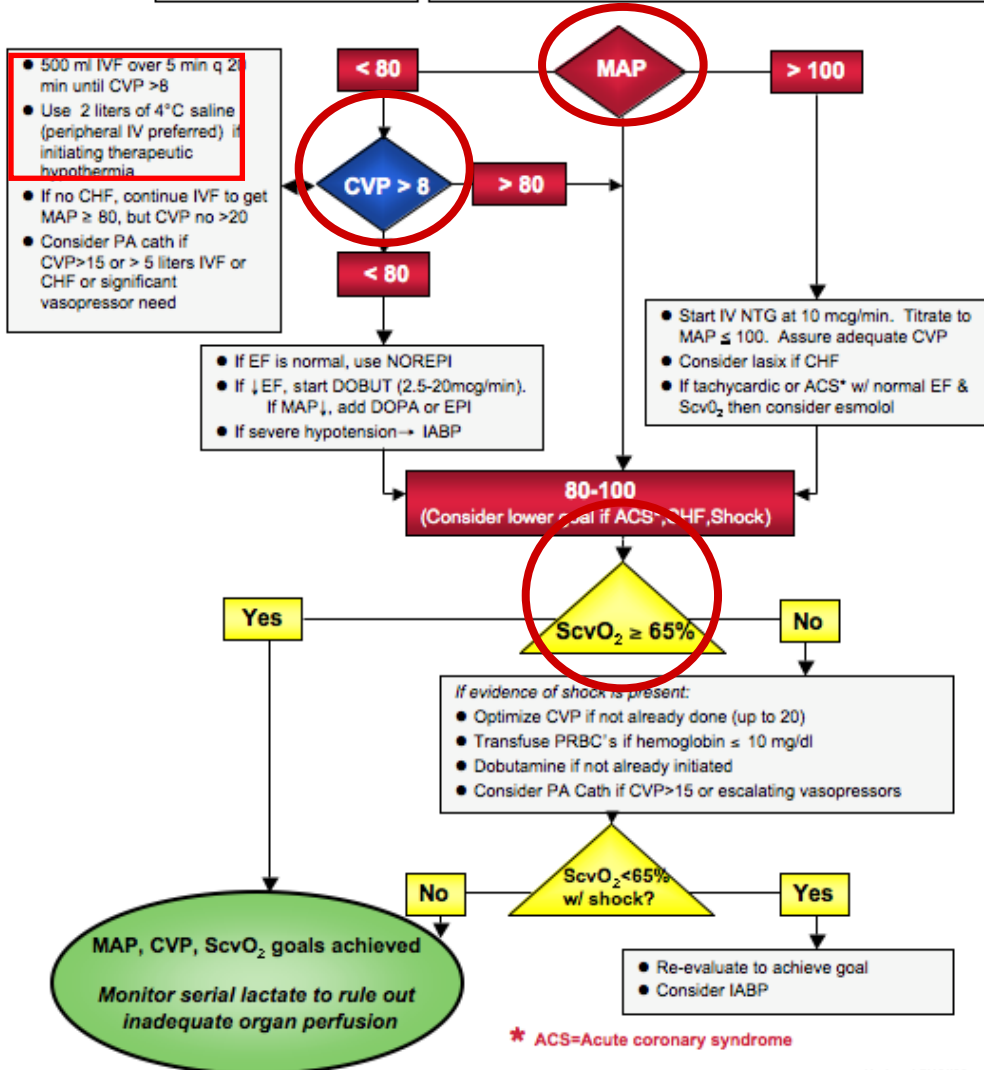 MAP
< 80
> 100
● 500 ml IVF over 5 min q 20
min until CVP >8
● Use 2 liters of 4°C saline
(peripheral IV preferred) if
initiating therapeutic
hypothermia
● If no CHF, continue IVF to get
MAP ≥ 80, but CVP no >20
● Consider PA cath if
CVP>15 or > 5 liters IVF or
CHF or significant
vasopressor need
CVP > 8
> 80
< 80
● If EF is normal, use NOREPI
● If ↓EF, start DOBUT (2.5-20mcg/min).
If MAP↓, add DOPA or EPI
● If severe hypotension→ IABP
● Start IV NTG at 10 mcg/min. Titrate to
MAP ≤ 100. Assure adequate CVP
● Consider lasix if CHF
● If tachycardic or ACS* w/ normal EF &
Scv0₂ then consider esmolol
80-100
(Consider lower goal if ACS*,CHF,Shock)
ScvO₂ ≥ 65%
Yes
No
If evidence of shock is present:
● Optimize CVP if not already done (up to 20)
● Transfuse PRBC's if hemoglobin ≤ 10 mg/dl
● Dobutamine if not already initiated
● Consider PA Cath if CVP>15 or escalating vasopressors
ScvO₂<65%
w/ shock?
No
Yes
MAP, CVP, ScvO₂ goals achieved
Monitor serial lactate to rule out
inadequate organ perfusion
● Re-evaluate to achieve goal
● Consider IABP
* ACS=Acute coronary syndrome